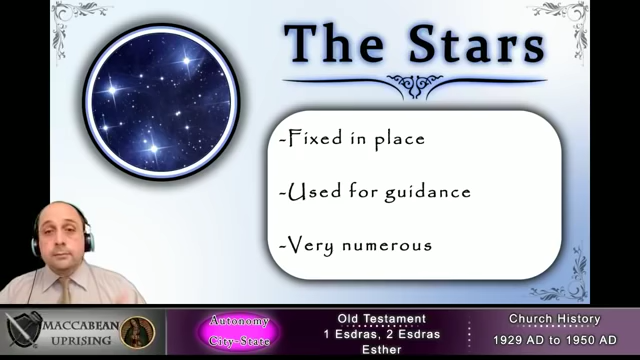 The Stars
-Fixed in place
-Used for guidance
-Very numerous
MACCABEAN
UPRISING
Autonomy
City-State
Old Testament
1 Esdras, 2 Esdras
Esther
Church History
1929 AD to 1950 AD